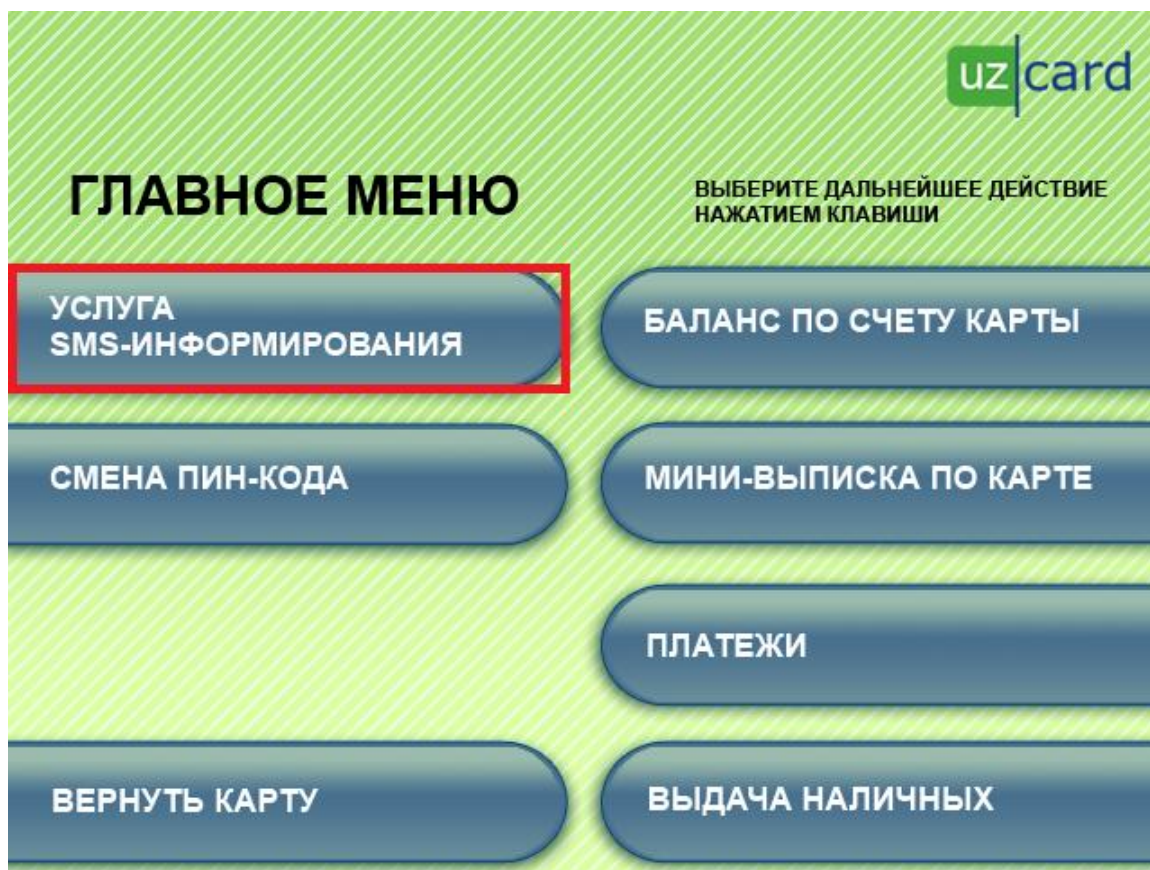 uz card
ГЛАВНОЕ МЕНЮ
ВЫБЕРИТЕ ДАЛЬНЕЙШЕЕ ДЕЙСТВИЕ
НАЖАТИЕМ КЛАВИШИ
УСЛУГА
SMS-ИНФОРМИРОВАНИЯ
БАЛАНС ПО СЧЕТУ КАРТЫ
СМЕНА ПИН-КОДА
МИНИ-ВЫПИСКА ПО КАРТЕ
ПЛАТЕЖИ
ВЕРНУТЬ КАРТУ
ВЫДАЧА НАЛИЧНЫХ